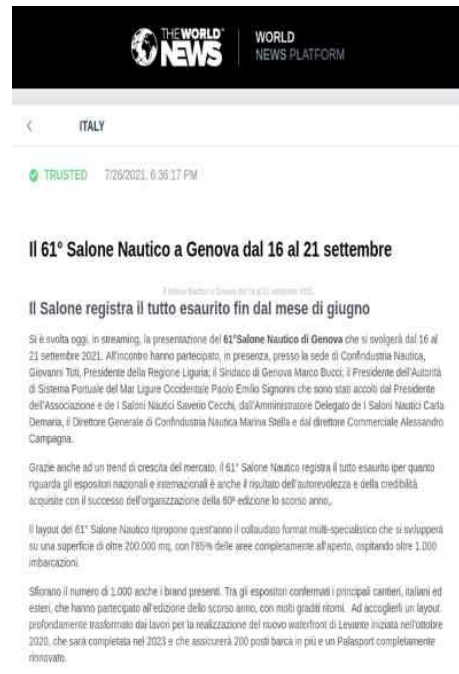 THE WORLD
NEWS
WORLD
NEWS PLATFORM
ITALY
TRUSTED 7/26/2021, 6:36:17 PM
Il 61° Salone Nautico a Genova dal 16 al 21 settembre
Il Salone registra il tutto esaurito fin dal mese di giugno
Si è svolta oggi, in streaming, la presentazione del 61°Salone Nautico di Genova che si svolgerà dal 16 al
21 settembre 2021. All'incontro hanno partecipato, in presenza, presso la sede di Confindustria Nautica,
Giovanni Toti, Presidente della Regione Liguria; il Sindaco di Genova Marco Bucci; il Presidente dell'Autorità
di Sistema Portuale del Mar Ligure Occidentale Paolo Emilio Signorini che sono stati accolti dal Presidente
dell'Associazione e de I Saloni Nautici Saverio Cecchi, dall'Amministratore Delegato de I Saloni Nautici Carla
Demaria, il Direttore Generale di Confindustria Nautica Marina Stella e dal direttore Commerciale Alessandro
Campagna.
Grazie anche ad un trend di crescita del mercato, il 61° Salone Nautico registra il tutto esaurito iper quanto
riguarda gli espositori nazionali e internazionali è anche il risultato dell'autorevolezza e della credibilità
acquisite con il successo dell'organizzazione della 60ª edizione lo scorso anno,.
Il layout del 61° Salone Nautico ripropone quest'anno il collaudato format multi-specialistico che si svilupperà
su una superficie di oltre 200.000 mq, con l'85% delle aree completamente all'aperto, ospitando oltre 1.000
imbarcazioni.
Sfiorano il numero di 1.000 anche i brand presenti. Tra gli espositori confermati i principali cantieri, italiani ed
esteri, che hanno partecipato all'edizione dello scorso anno, con molti graditi ritorni. Ad accoglierli un layout
profondamente trasformato dai lavori per la realizzazione del nuovo waterfront di Levante iniziata nell'ottobre
2020, che sarà completata nel 2023 e che assicurerà 200 posti barca in più e un Palasport completamente
rinnovato.